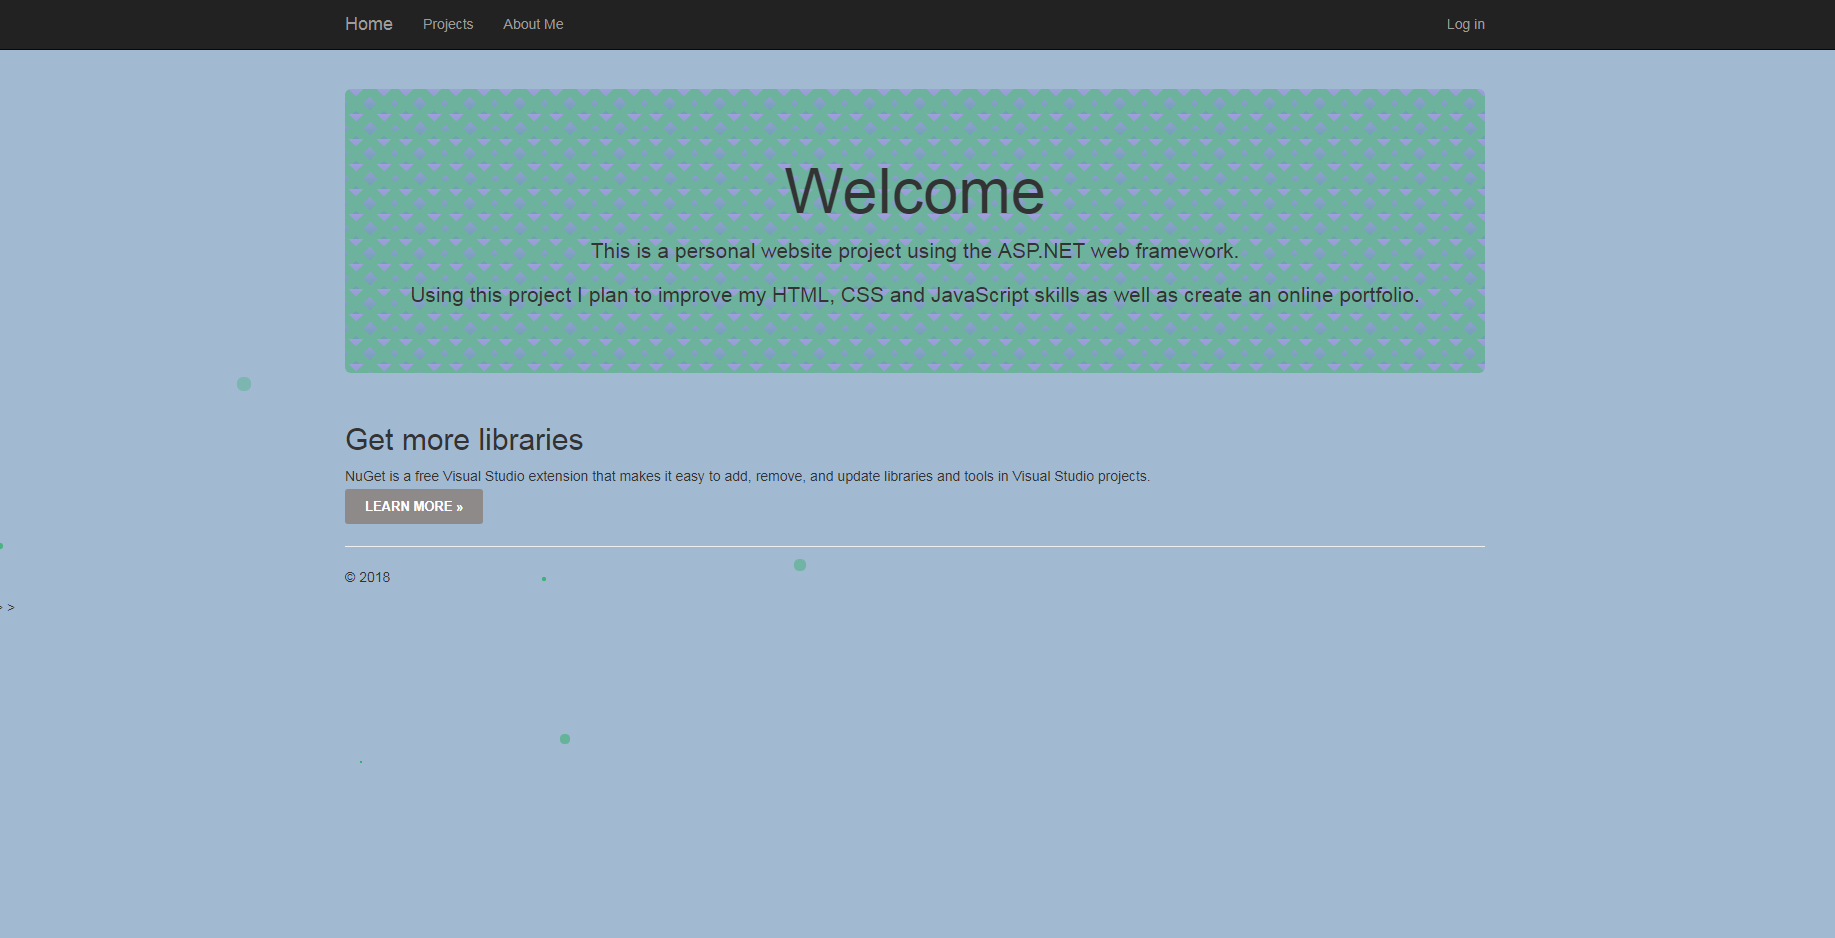 Home Projects About Me Log in
Welcome
This is a personal website project using the ASP.NET web framework.
Using this project I plan to improve my HTML, CSS and JavaScript skills as well as create an online portfolio.
Get more libraries
NuGet is a free Visual Studio extension that makes it easy to add, remove, and update libraries and tools in Visual Studio projects.
LEARN MORE »
© 2018
> >